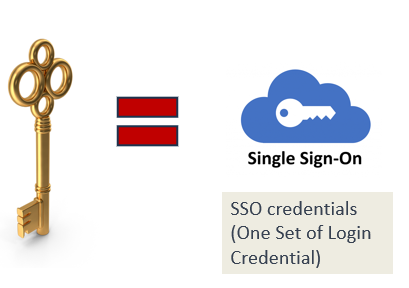 Single Sign-On
SSO credentials
(One Set of Login
Credential)